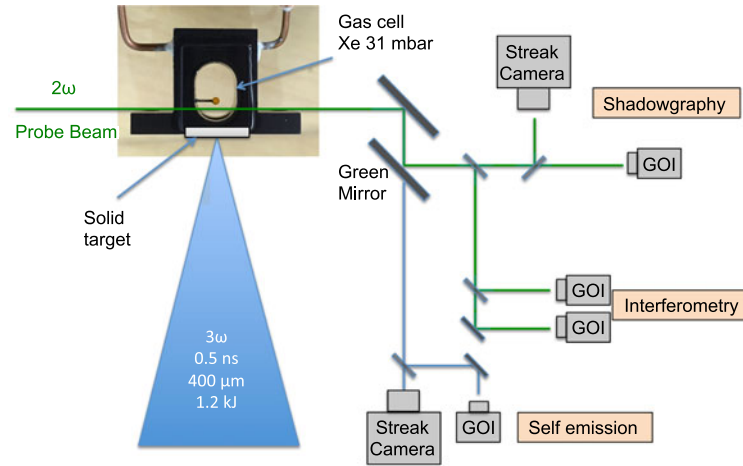 Gas cell
Xe 31 mbar
Streak
Camera
Shadowgraphy
2ω
Probe Beam
GOI
Green
Mirror
Solid
target
GOI
Interferometry
GOI
3ω
0.5 ns
400 μm
1.2 kJ
Streak
Camera
GOI
Self emission